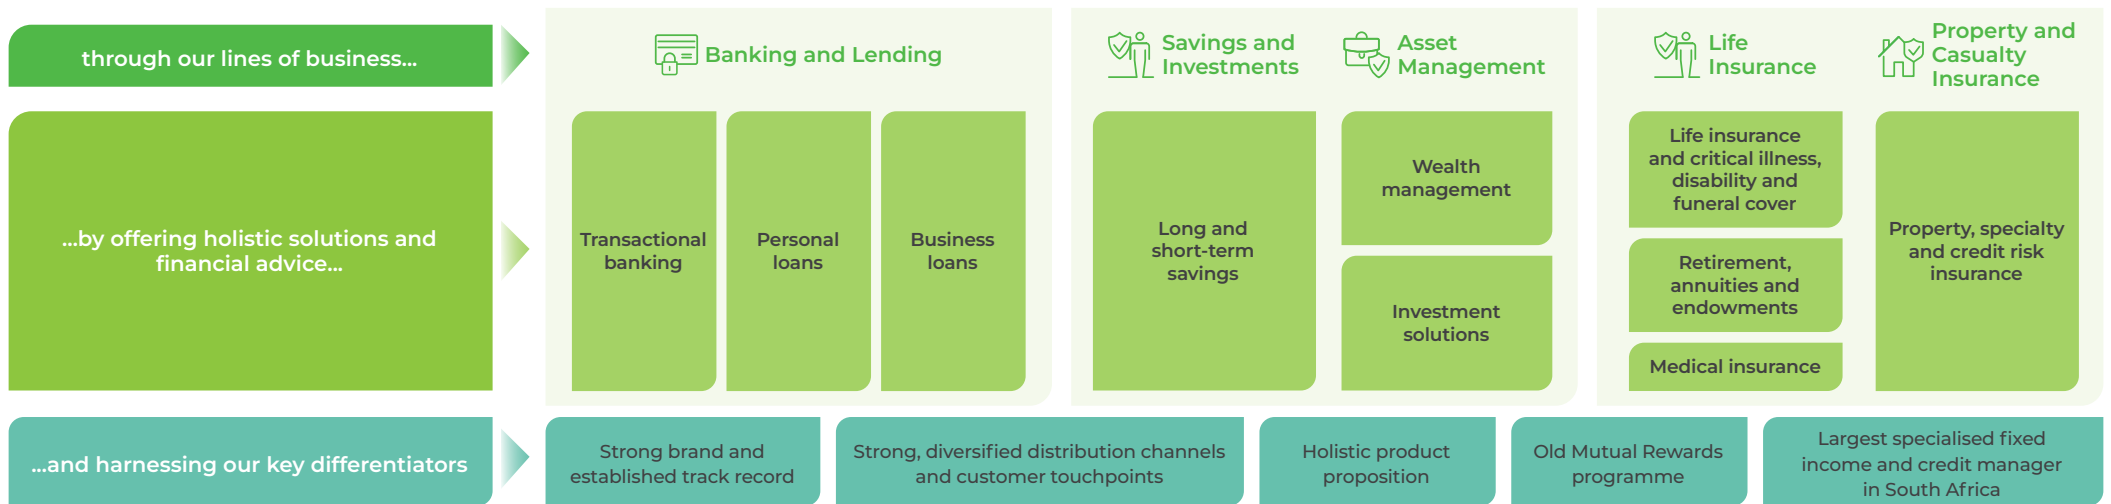 through our lines of business...
Banking and Lending
Savings and
Investments
Asset
Management
Life
Insurance
Property and
Casualty
Insurance
...by offering holistic solutions and
financial advice...
Transactional
banking
Personal
loans
Business
loans
Long and
short-term
savings
Wealth
management
Investment
solutions
Life insurance
and critical illness,
disability and
funeral cover
Retirement,
annuities and
endowments
Medical insurance
Property, specialty
and credit risk
insurance
...and harnessing our key differentiators
Strong brand and
established track record
Strong, diversified distribution channels
and customer touchpoints
Holistic product
proposition
Old Mutual Rewards
programme
Largest specialised fixed
income and credit manager
in South Africa